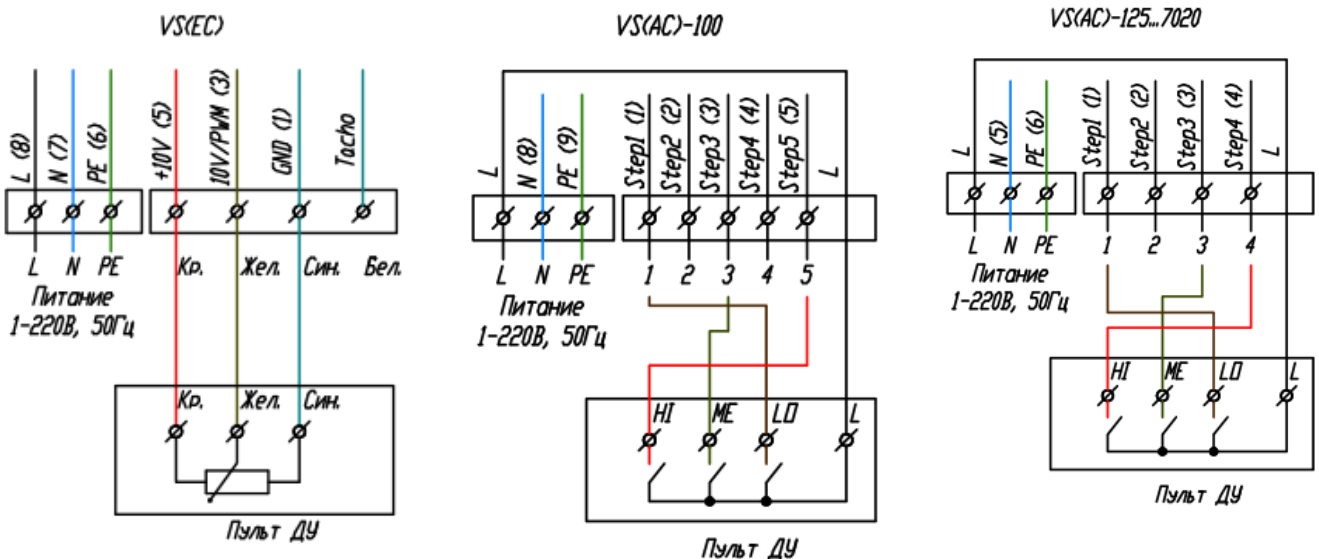 VS(EC)
L (8)
N (7)
PE (6)
+10V (5)
10V/PWM (3)
GND (1)
Tacho
L
N
PE
Кр.
Жел.
Син.
Бел.
Питание
1-220В, 50Гц
Кр.
Жел.
Син.
Пульт ДУ
VS(AC)-100
L
N (8)
PE (9)
Step1 (1)
Step2 (2)
Step3 (3)
Step4 (4)
Step5 (5)
L
L
N
PE
1
2
3
4
5
Питание
1-220В, 50Гц
HI
ME
LO
L
Пульт ДУ
VS(AC)-125...7020
L
N (5)
PE (6)
Step1 (1)
Step2 (2)
Step3 (3)
Step4 (4)
L
L
N
PE
1
2
3
4
Питание
1-220В, 50Гц
HI
ME
LO
L
Пульт ДУ